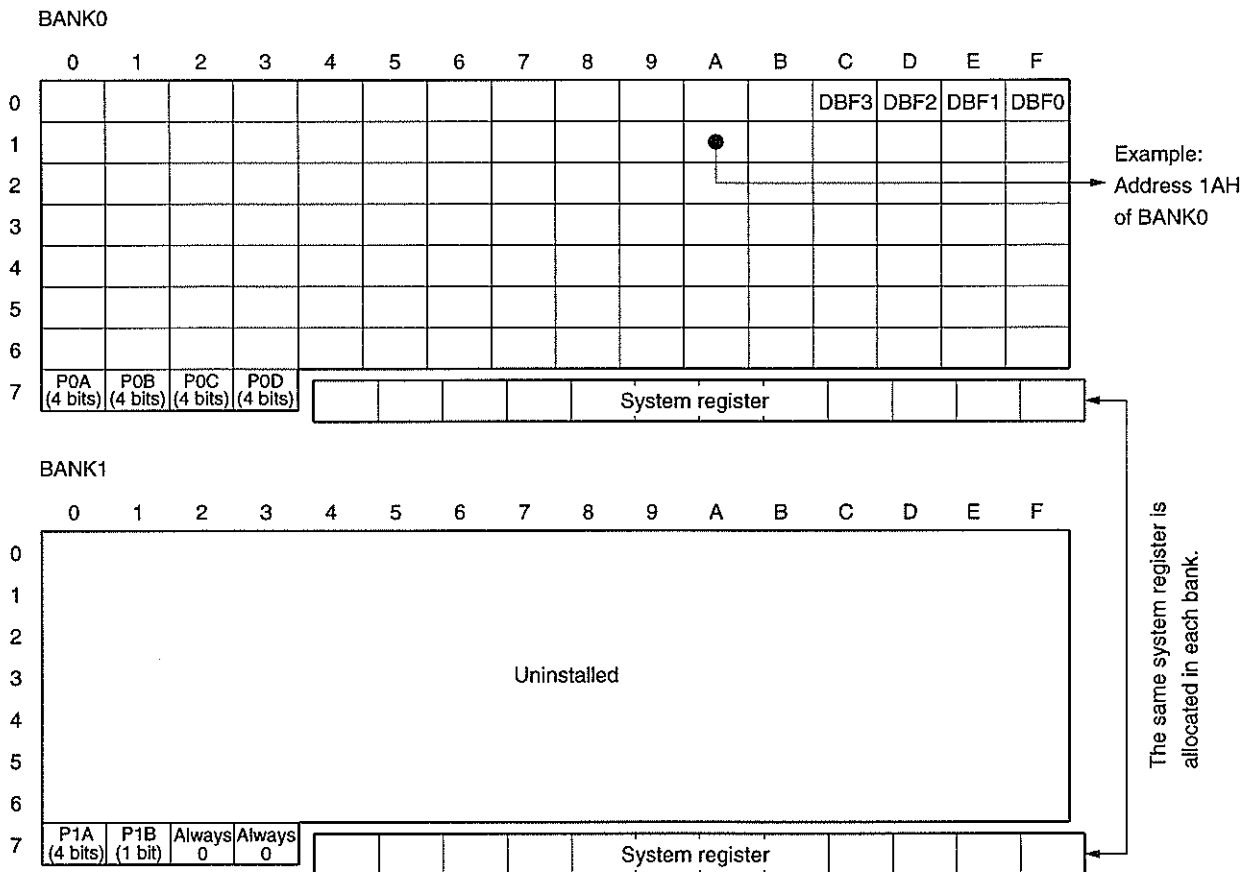 BANK0
0 1 2 3 4 5 6 7 8 9 A B C D E F
0 DBF3 DBF2 DBF1 DBF0
1
2
3
4
5
6
7
P0A (4 bits)
P0B (4 bits)
P0C (4 bits)
P0D (4 bits)
System register
Example:
Address 1AH
of BANK0
BANK1
0 1 2 3 4 5 6 7 8 9 A B C D E F
0
1
2
3 Uninstalled
4
5
6
7
P1A (4 bits)
P1B (1 bit)
Always 0
Always 0
System register
The same system register is
allocated in each bank.